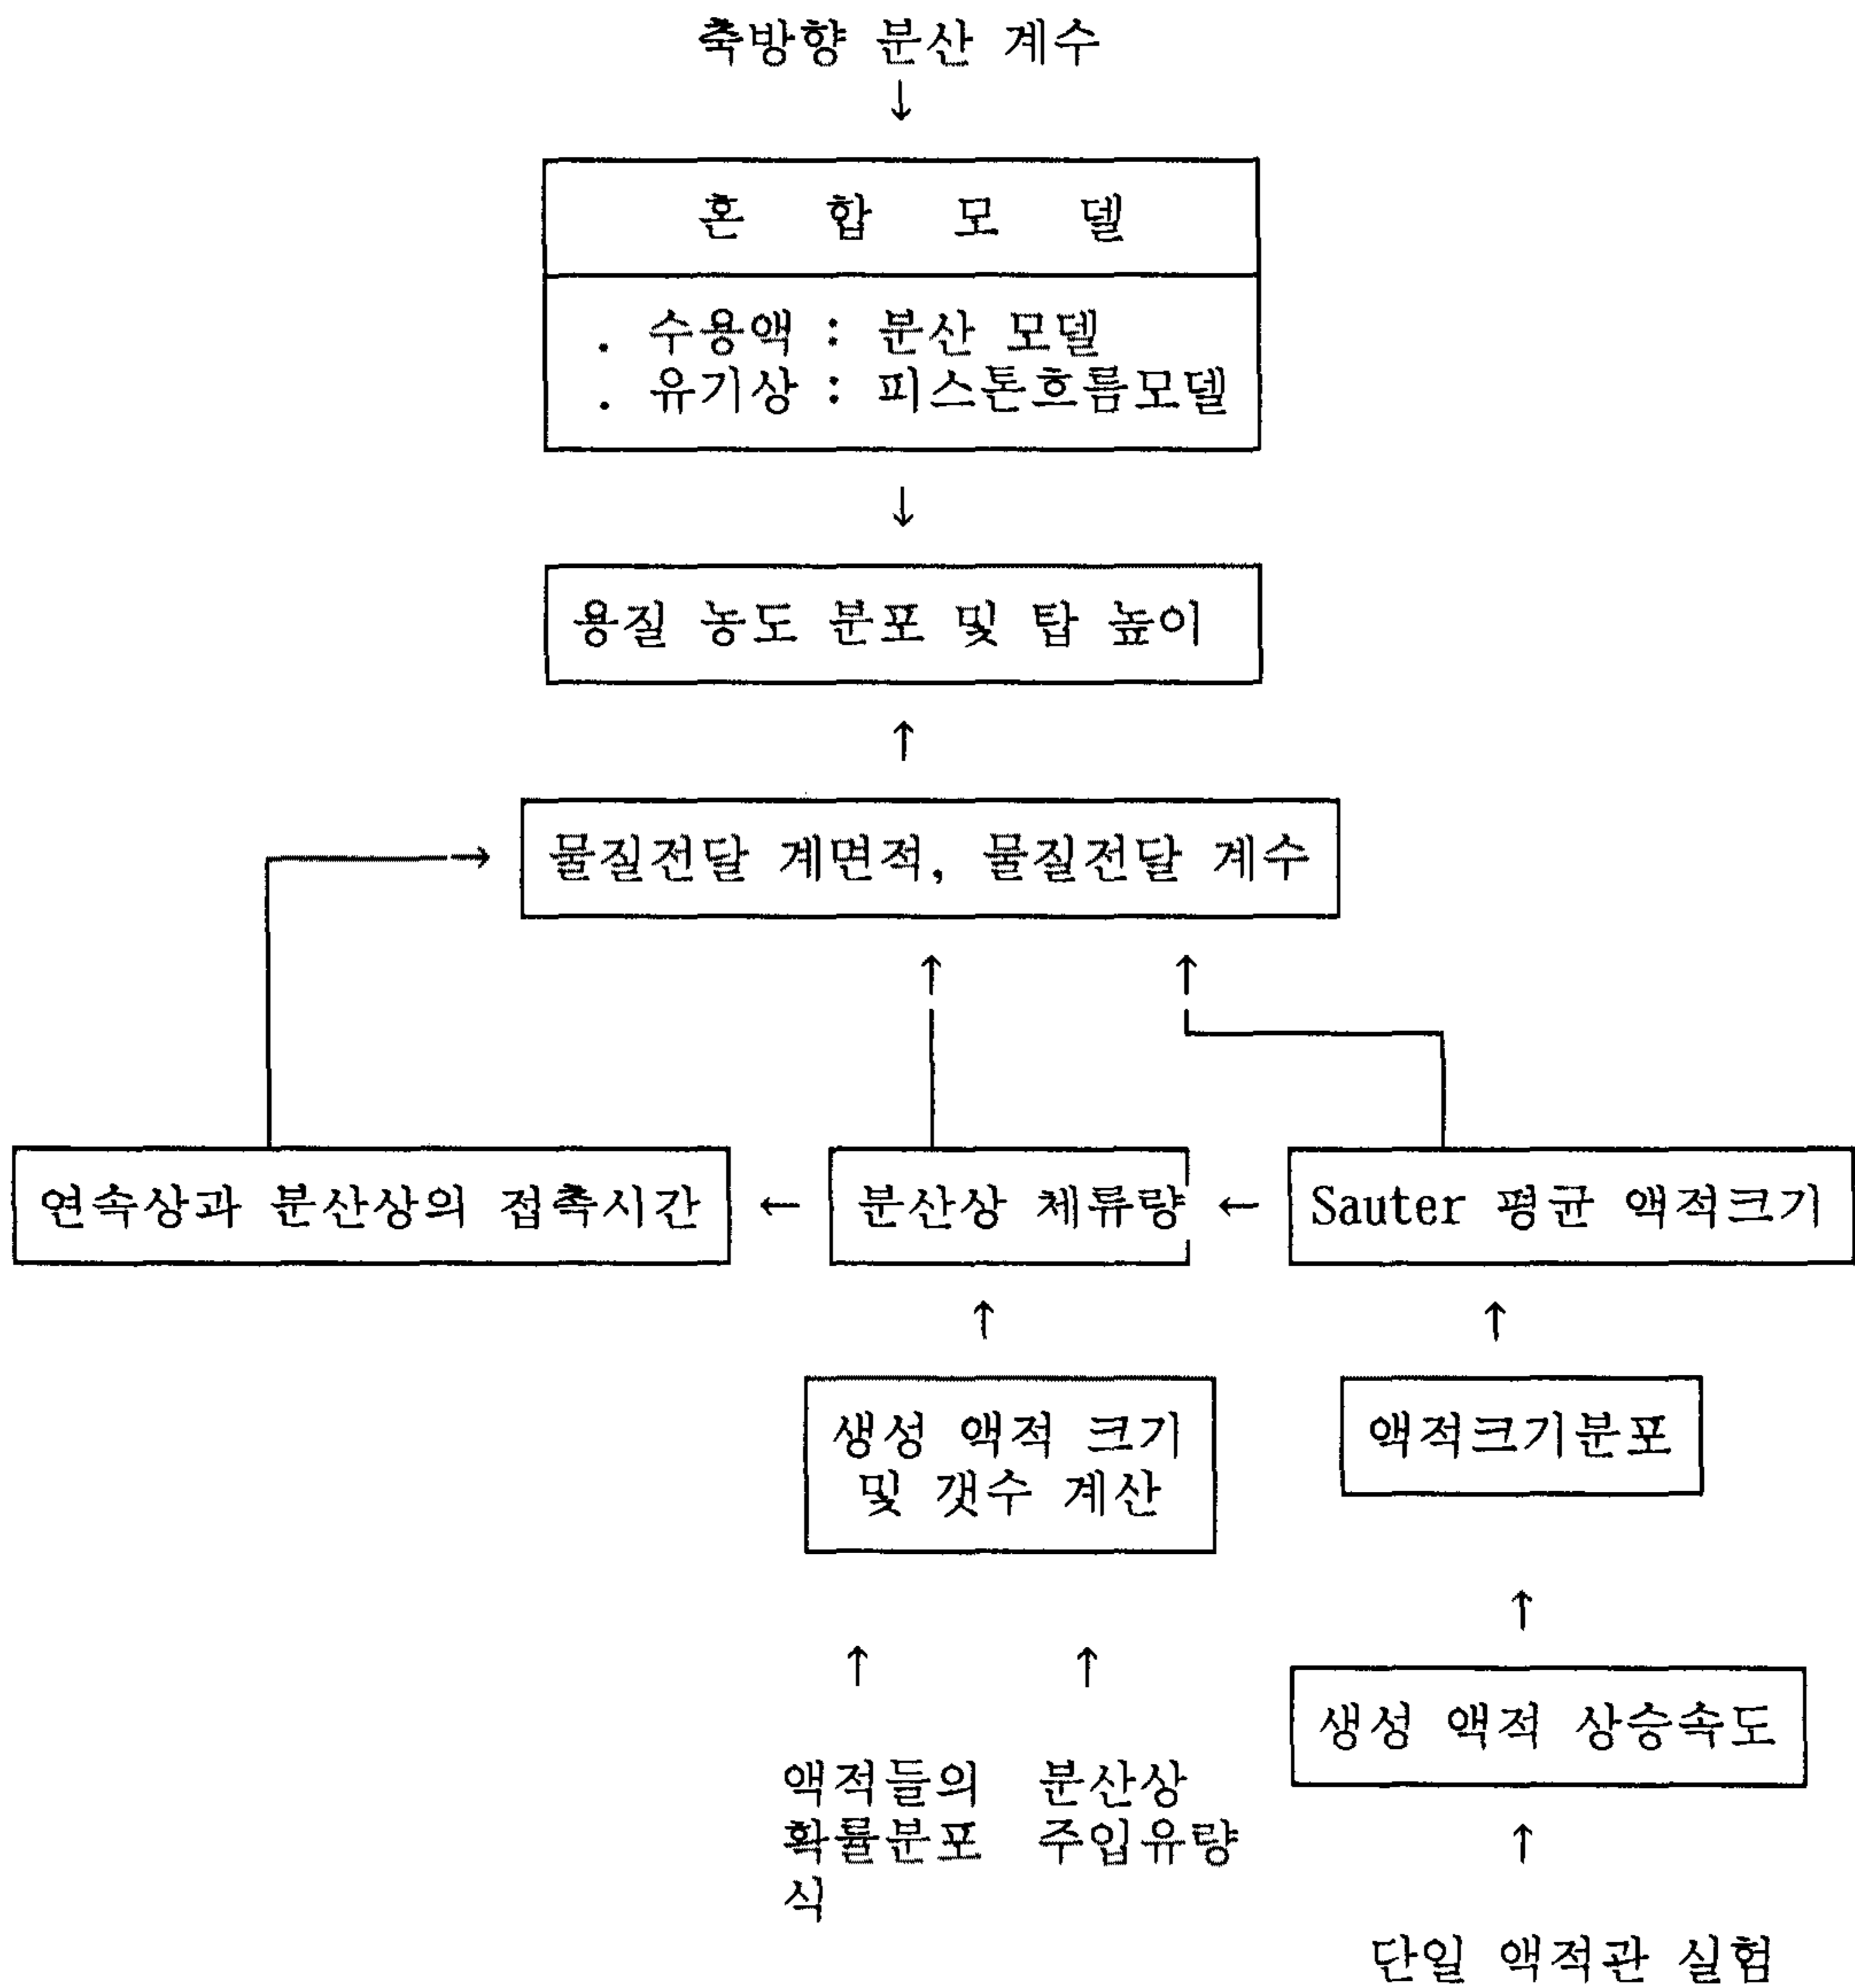 축방향 분산 계수
↓
혼 합 모 델
. 수용액 : 분산 모델
. 유기상 : 피스톤흐름모델
↓
용질 농도 분포 및 탑 높이
↑
물질전달 계면적, 물질전달 계수
연속상과 분산상의 접촉시간 ← 분산상 체류량 ← Sauter 평균 액적크기
생성 액적 크기
및 갯수 계산
액적크기분포
생성 액적 상승속도
액적들의
확률분포
식
분산상
주입유량
단일 액적관 실험